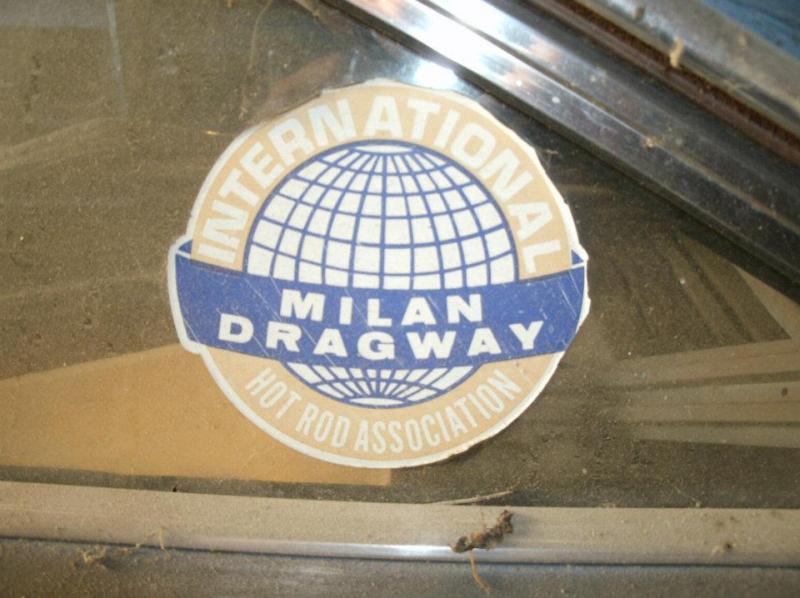 INTERNATIONAL
MILAN
DRAGWAY
HOT ROD ASSOCIATION